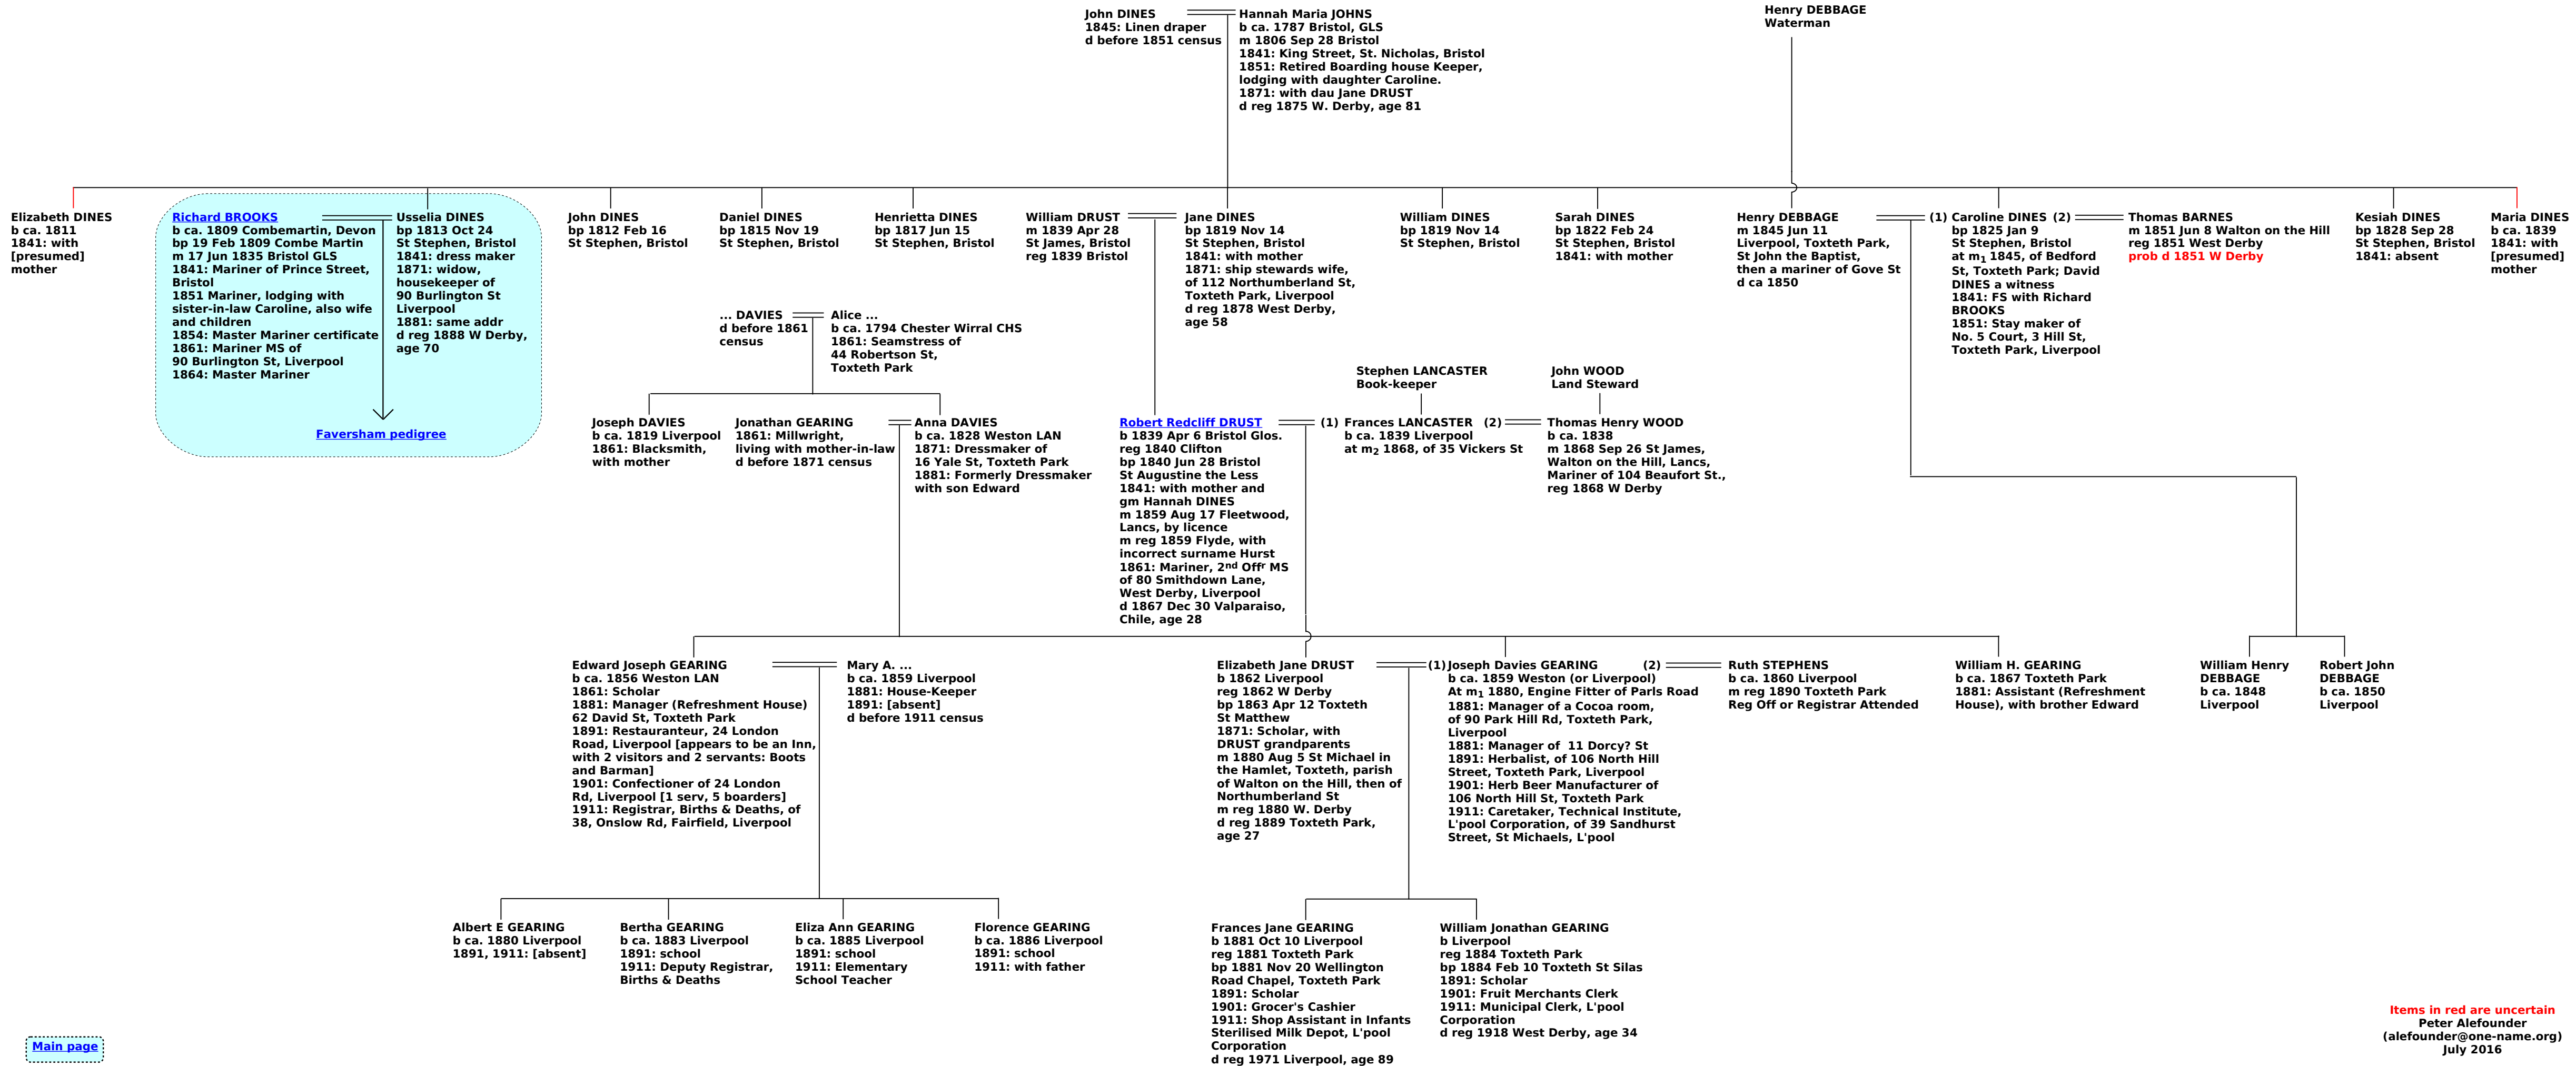 John DINES
1845: Linen draper
d before 1851 census
Hannah Maria JOHNS
b ca. 1787 Bristol, GLS
m 1806 Sep 28 Bristol
1841: King Street, St. Nicholas, Bristol
1851: Retired Boarding house Keeper,
lodging with daughter Caroline.
1871: with dau Jane DRUST
d reg 1875 W. Derby, age 81
Henry DEBBAGE
Waterman
Elizabeth DINES
b ca. 1811
1841: with
[presumed]
mother
Richard BROOKS
b ca. 1809 Combemartin, Devon
bp 19 Feb 1809 Combe Martin
m 17 Jun 1835 Bristol GLS
1841: Mariner of Prince Street,
Bristol
1851 Mariner, lodging with
sister-in-law Caroline, also wife
and children
1854: Master Mariner certificate
1861: Mariner MS of
90 Burlington St, Liverpool
1864: Master Mariner
Usselia DINES
bp 1813 Oct 24
St Stephen, Bristol
1841: dress maker
1871: widow,
housekeeper of
90 Burlington St
Liverpool
1881: same addr
d reg 1888 W Derby,
age 70
Faversham pedigree
John DINES
bp 1812 Feb 16
St Stephen, Bristol
Daniel DINES
bp 1815 Nov 19
St Stephen, Bristol
Henrietta DINES
bp 1817 Jun 15
St Stephen, Bristol
William DRUST
m 1839 Apr 28
St James, Bristol
reg 1839 Bristol
Jane DINES
bp 1819 Nov 14
St Stephen, Bristol
1841: with mother
1871: ship stewards wife,
of 112 Northumberland St,
Toxteth Park, Liverpool
d reg 1878 West Derby,
age 58
William DINES
bp 1819 Nov 14
St Stephen, Bristol
Sarah DINES
bp 1822 Feb 24
St Stephen, Bristol
1841: with mother
Henry DEBBAGE
m 1845 Jun 11
Liverpool, Toxteth Park,
St John the Baptist,
then a mariner of Gove St
d ca 1850
(1) Caroline DINES (2)
bp 1825 Jan 9
St Stephen, Bristol
at m1 1845, of Bedford
St, Toxteth Park; David
DINES a witness
1841: FS with Richard
BROOKS
1851: Stay maker of
No. 5 Court, 3 Hill St,
Toxteth Park, Liverpool
Thomas BARNES
m 1851 Jun 8 Walton on the Hill
reg 1851 West Derby
prob d 1851 W Derby
Kesiah DINES
bp 1828 Sep 28
St Stephen, Bristol
1841: absent
Maria DINES
b ca. 1839
1841: with
[presumed]
mother
... DAVIES
d before 1861
census
Alice ...
b ca. 1794 Chester Wirral CHS
1861: Seamstress of
44 Robertson St,
Toxteth Park
Stephen LANCASTER
Book-keeper
John WOOD
Land Steward
Joseph DAVIES
b ca. 1819 Liverpool
1861: Blacksmith,
with mother
Jonathan GEARING
1861: Millwright,
living with mother-in-law
d before 1871 census
Anna DAVIES
b ca. 1828 Weston LAN
1871: Dressmaker of
16 Yale St, Toxteth Park
1881: Formerly Dressmaker
with son Edward
Robert Redcliff DRUST
b 1839 Apr 6 Bristol Glos.
reg 1840 Clifton
bp 1840 Jun 28 Bristol
St Augustine the Less
1841: with mother and
gm Hannah DINES
m 1859 Aug 17 Fleetwood,
Lancs, by licence
m reg 1859 Flyde, with
incorrect surname Hurst
1861: Mariner, 2nd Offr MS
of 80 Smithdown Lane,
West Derby, Liverpool
d 1867 Dec 30 Valparaiso,
Chile, age 28
(1) Frances LANCASTER (2)
b ca. 1839 Liverpool
at m2 1868, of 35 Vickers St
Thomas Henry WOOD
b ca. 1838
m 1868 Sep 26 St James,
Walton on the Hill, Lancs,
Mariner of 104 Beaufort St.,
reg 1868 W Derby
Edward Joseph GEARING
b ca. 1856 Weston LAN
1861: Scholar
1881: Manager (Refreshment House)
62 David St, Toxteth Park
1891: Restauranteur, 24 London
Road, Liverpool [appears to be an Inn,
with 2 visitors and 2 servants: Boots
and Barman]
1901: Confectioner of 24 London
Rd, Liverpool [1 serv, 5 boarders]
1911: Registrar, Births & Deaths, of
38, Onslow Rd, Fairfield, Liverpool
Mary A. ...
b ca. 1859 Liverpool
1881: House-Keeper
1891: [absent]
d before 1911 census
Elizabeth Jane DRUST
b 1862 Liverpool
reg 1862 W Derby
bp 1863 Apr 12 Toxteth
St Matthew
1871: Scholar, with
DRUST grandparents
m 1880 Aug 5 St Michael in
the Hamlet, Toxteth, parish
of Walton on the Hill, then of
Northumberland St
m reg 1880 W. Derby
d reg 1889 Toxteth Park,
age 27
(1) Joseph Davies GEARING (2)
b ca. 1859 Weston (or Liverpool)
At m1 1880, Engine Fitter of Parls Road
1881: Manager of a Cocoa room,
of 90 Park Hill Rd, Toxteth Park,
Liverpool
1881: Manager of 11 Dorcy? St
1891: Herbalist, of 106 North Hill
Street, Toxteth Park, Liverpool
1901: Herb Beer Manufacturer of
106 North Hill St, Toxteth Park
1911: Caretaker, Technical Institute,
L'pool Corporation, of 39 Sandhurst
Street, St Michaels, L'pool
Ruth STEPHENS
b ca. 1860 Liverpool
m reg 1890 Toxteth Park
Reg Off or Registrar Attended
William H. GEARING
b ca. 1867 Toxteth Park
1881: Assistant (Refreshment
House), with brother Edward
William Henry
DEBBAGE
b ca. 1848
Liverpool
Robert John
DEBBAGE
b ca. 1850
Liverpool
Albert E GEARING
b ca. 1880 Liverpool
1891, 1911: [absent]
Bertha GEARING
b ca. 1883 Liverpool
1891: school
1911: Deputy Registrar,
Births & Deaths
Eliza Ann GEARING
b ca. 1885 Liverpool
1891: school
1911: Elementary
School Teacher
Florence GEARING
b ca. 1886 Liverpool
1891: school
1911: with father
Frances Jane GEARING
b 1881 Oct 10 Liverpool
reg 1881 Toxteth Park
bp 1881 Nov 20 Wellington
Road Chapel, Toxteth Park
1891: Scholar
1901: Grocer's Cashier
1911: Shop Assistant in Infants
Sterilised Milk Depot, L'pool
Corporation
d reg 1971 Liverpool, age 89
William Jonathan GEARING
b Liverpool
reg 1884 Toxteth Park
bp 1884 Feb 10 Toxteth St Silas
1891: Scholar
1901: Fruit Merchants Clerk
1911: Municipal Clerk, L'pool
Corporation
d reg 1918 West Derby, age 34
Main page
Items in red are uncertain
Peter Alefounder
(alefounder@one-name.org)
July 2016